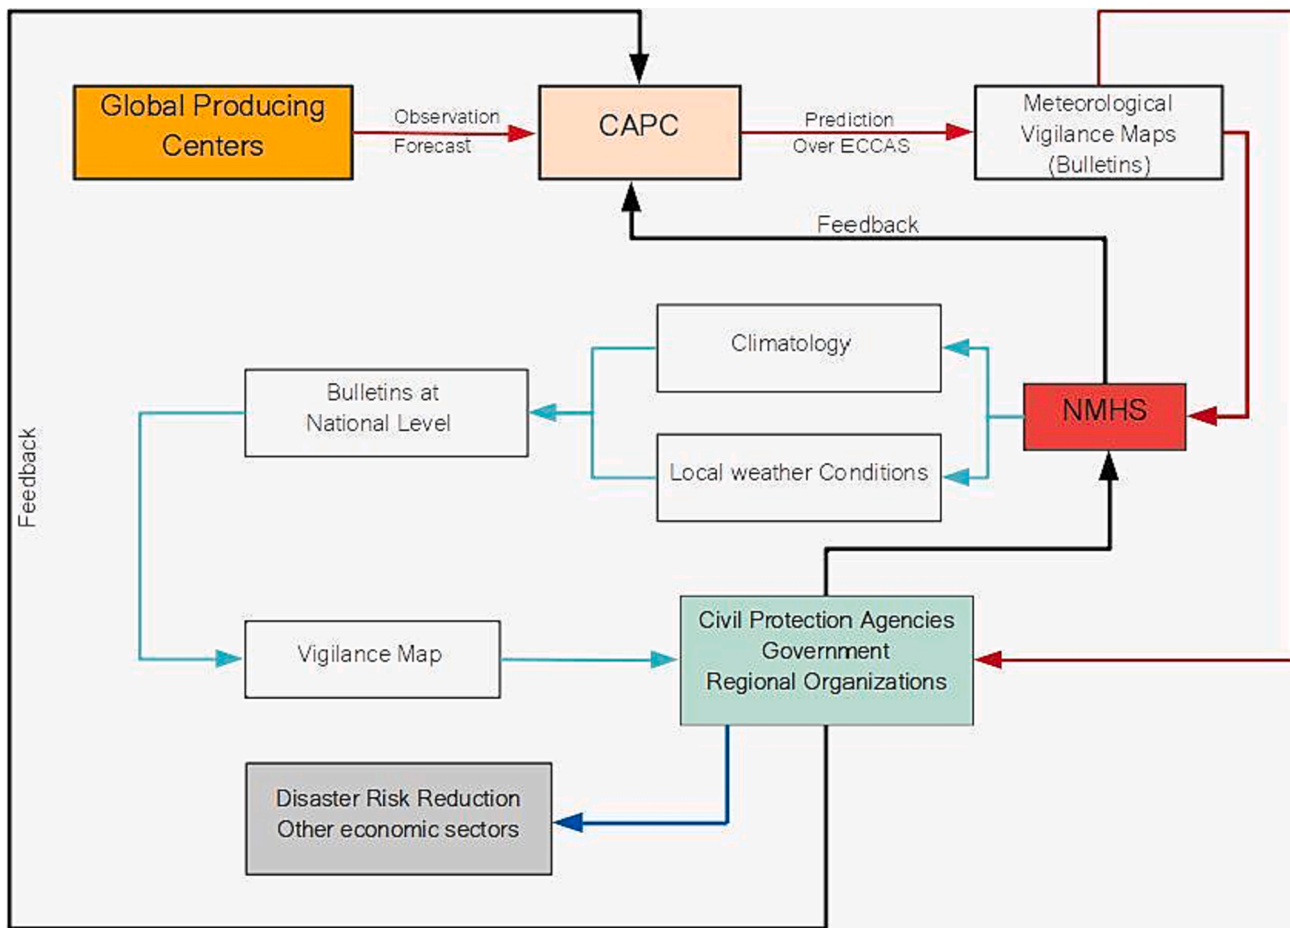 Global Producing
Centers
Observation
Forecast
CAPC
Prediction
Over ECCAS
Meteorological
Vigilance Maps
(Bulletins)
Feedback
Climatology
Bulletins at
National Level
NMHS
Local weather Conditions
Feedback
Civil Protection Agencies
Government
Regional Organizations
Vigilance Map
Disaster Risk Reduction
Other economic sectors